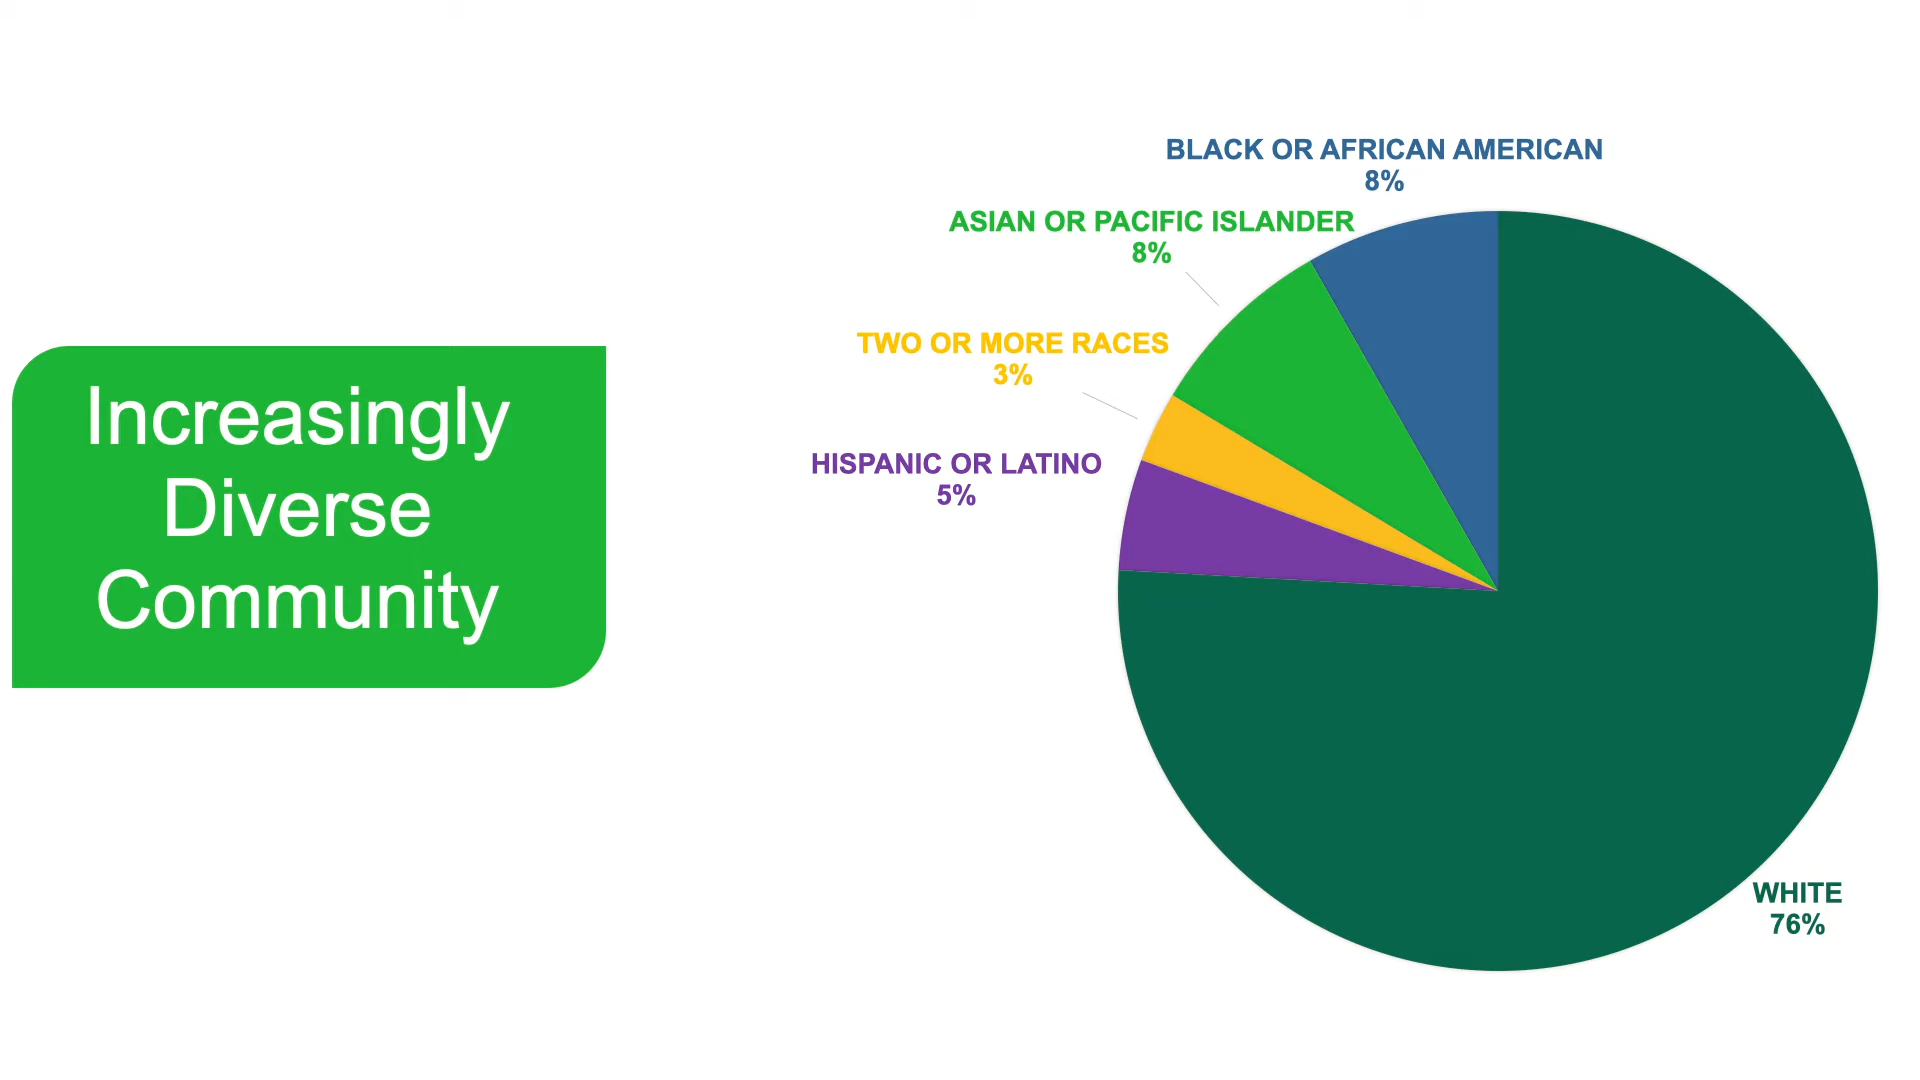 Increasingly
Diverse
Community
BLACK OR AFRICAN AMERICAN
8%
ASIAN OR PACIFIC ISLANDER
8%
TWO OR MORE RACES
3%
HISPANIC OR LATINO
5%
WHITE
76%